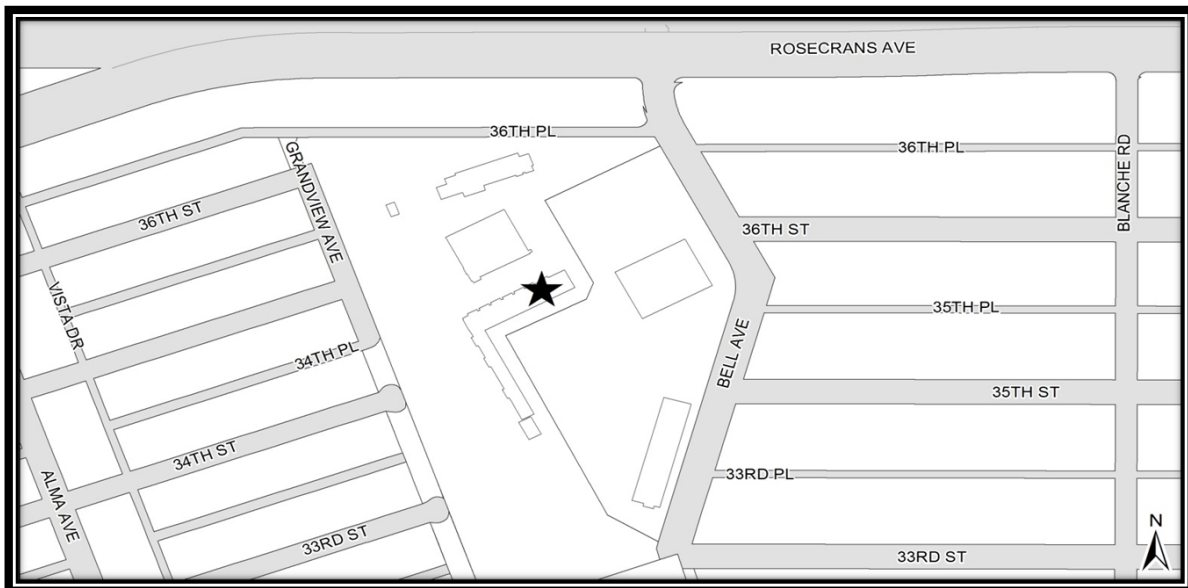 ROSECRANS AVE
36TH PL
36TH PL
GRANDVIEW AVE
BLANCHE RD
36TH ST
36TH ST
VISTA DR
35TH PL
34TH PL
BELL AVE
35TH ST
34TH ST
33RD PL
ALMA AVE
33RD ST
33RD ST
N